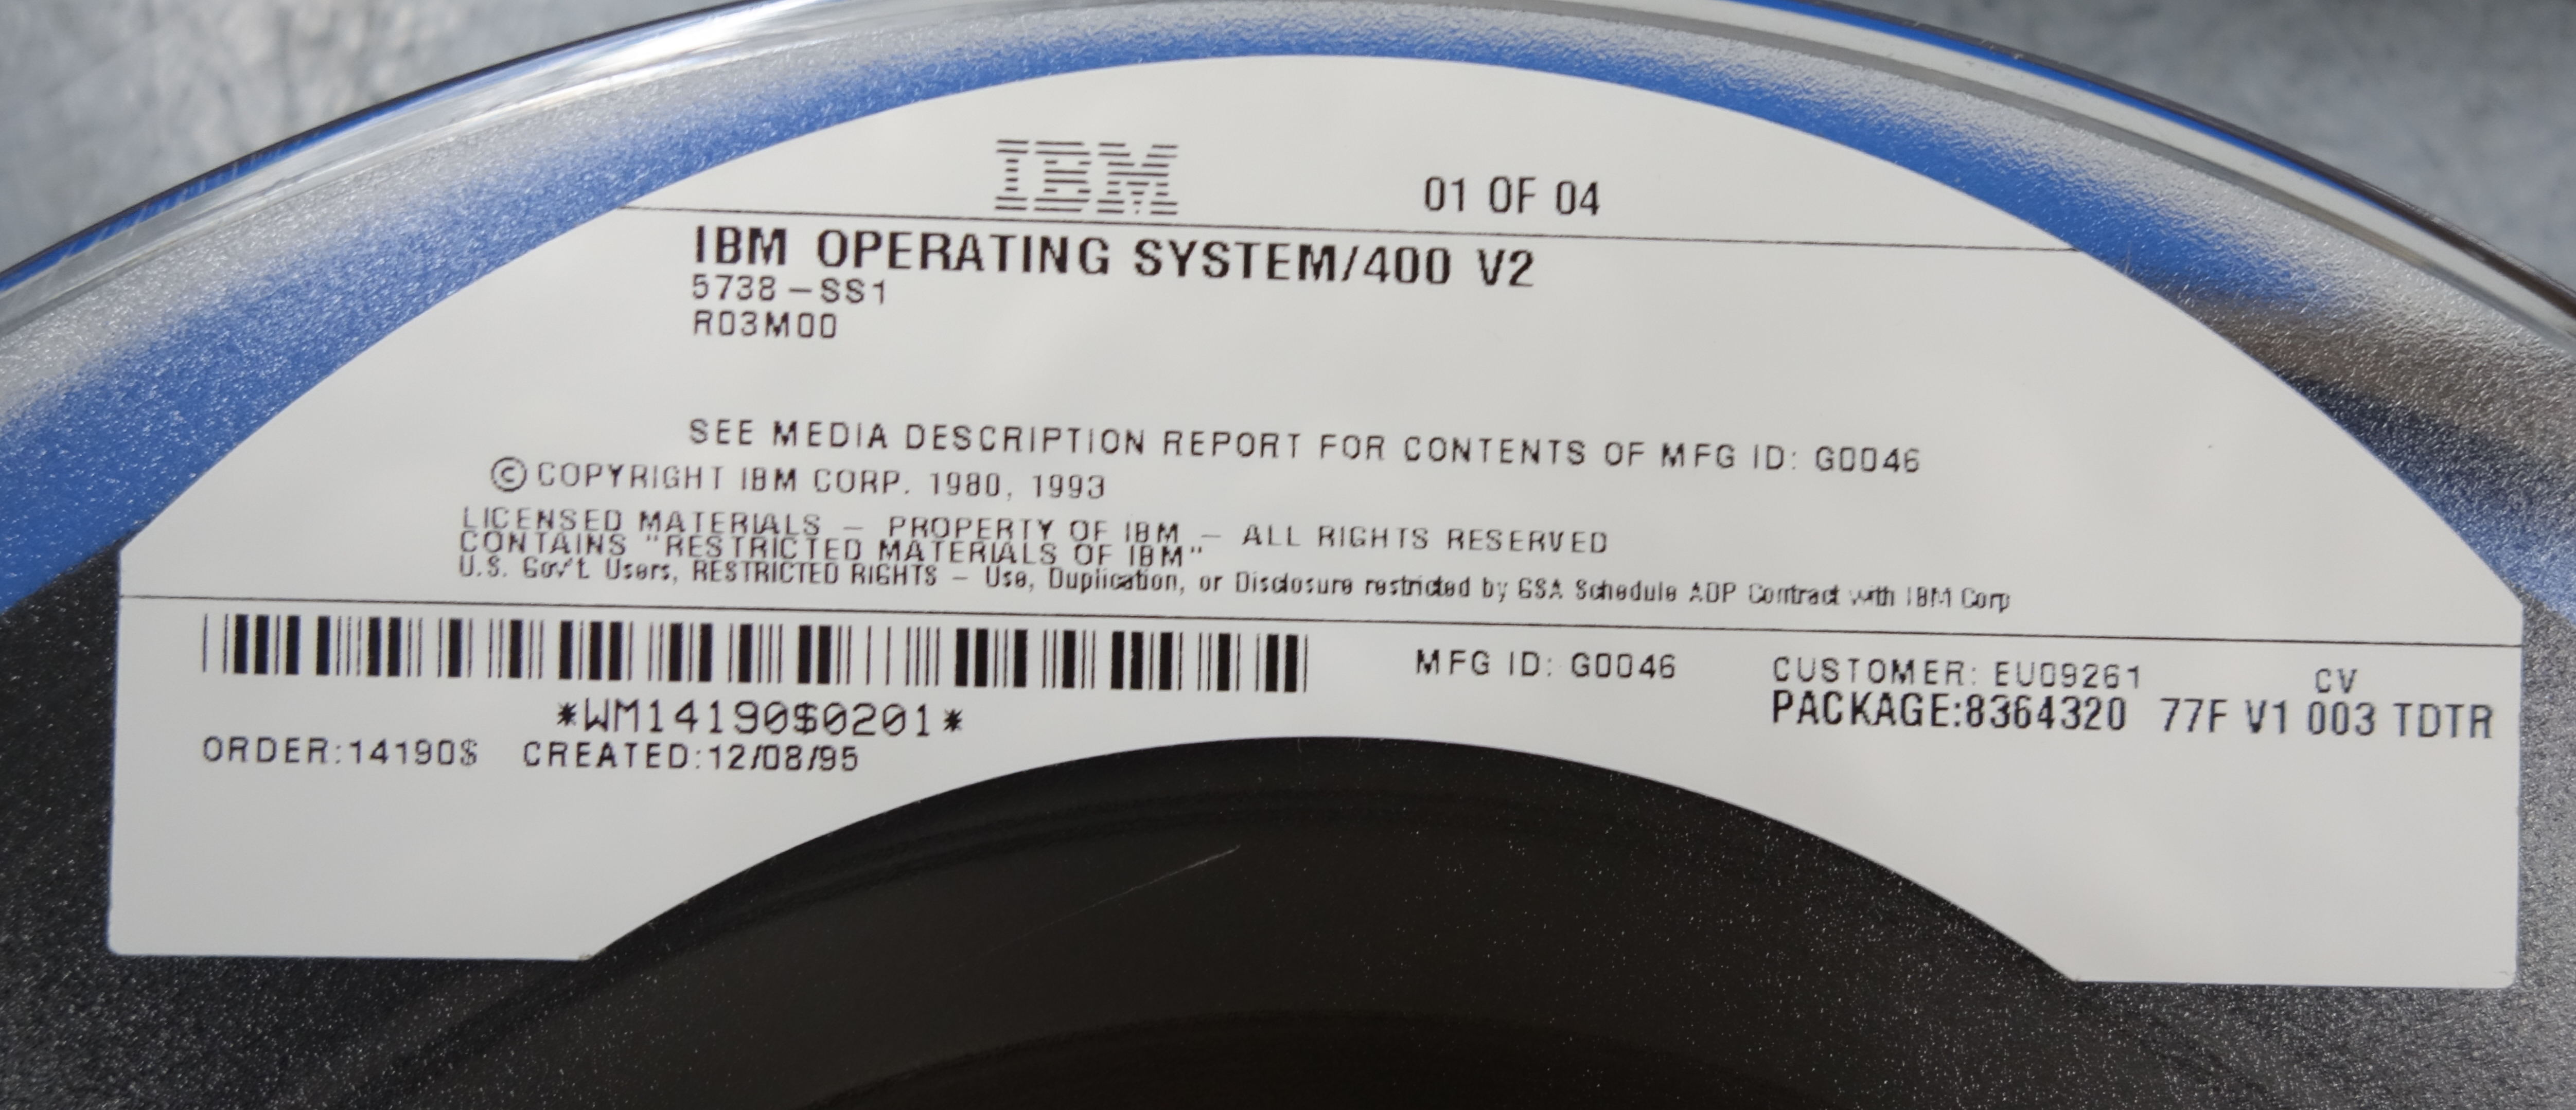 IBM 01 OF 04
IBM OPERATING SYSTEM/400 V2
5738-SS1
R03M00
SEE MEDIA DESCRIPTION REPORT FOR CONTENTS OF MFG ID: G0046
© COPYRIGHT IBM CORP. 1980, 1993
LICENSED MATERIALS - PROPERTY OF IBM - ALL RIGHTS RESERVED
CONTAINS "RESTRICTED MATERIALS OF IBM"
U.S. Gov't. Users, RESTRICTED RIGHTS - Use, Duplication, or Disclosure restricted by GSA Schedule ADP Contract with IBM Corp
MFG ID: G0046 CUSTOMER: EU09261 CV
*WM14190$0201* PACKAGE:8364320 77F V1 003 TDTR
ORDER:14190$ CREATED:12/08/95